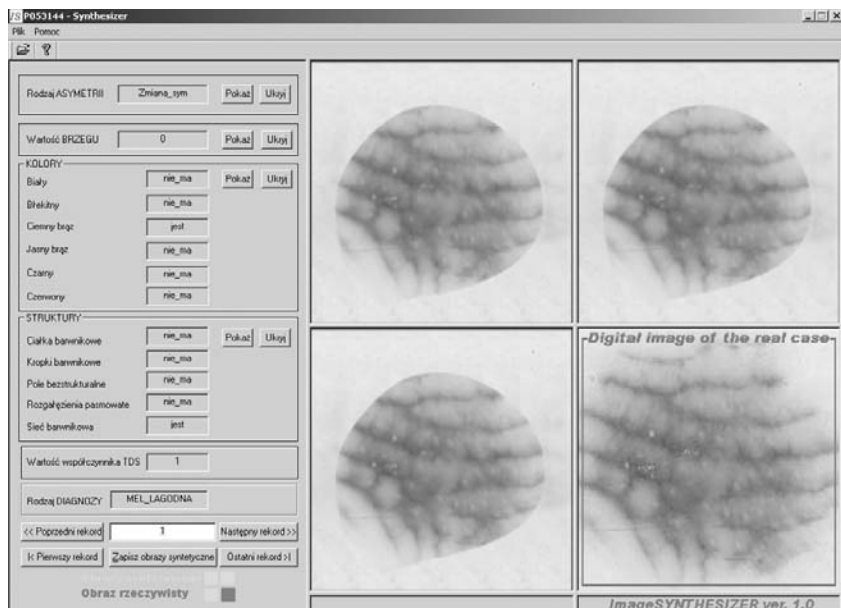 P053144 - Synthesizer
Plik Pomoc
Rodzaj ASYMETRII Zmiana_sym Pokaż Ukryj
Wartość BRZEGU 0 Pokaż Ukryj
KOLORY
Biały nie_ma Pokaż Ukryj
Błekitny nie_ma
Ciemny brąz jest
Jasny brąz nie_ma
Czarny nie_ma
Czerwony nie_ma
STRUKTURY
Ciałka barwnikowe nie_ma Pokaż Ukryj
Kropki barwnikowe nie_ma
Pole bezstrukturalne nie_ma
Rozgałęzienia pasmowate nie_ma
Sieć barwnikowa jest
Wartość współczynnika TDS 1
Rodzaj DIAGNOZY MEL_LAGODNA
<< Poprzedni rekord 1 Następny rekord >>
|< Pierwszy rekord Zapisz obrazy syntetyczne Ostatni rekord >|
Obraz rzeczywisty
Digital image of the real case
ImageSYNTHESIZER ver. 1.0